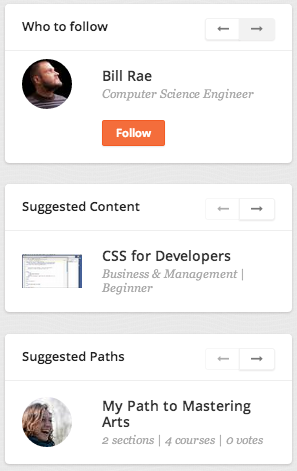 Who to follow
Bill Rae
Computer Science Engineer
Follow
Suggested Content
CSS for Developers
Business & Management |
Beginner
Suggested Paths
My Path to Mastering
Arts
2 sections | 4 courses | 0 votes